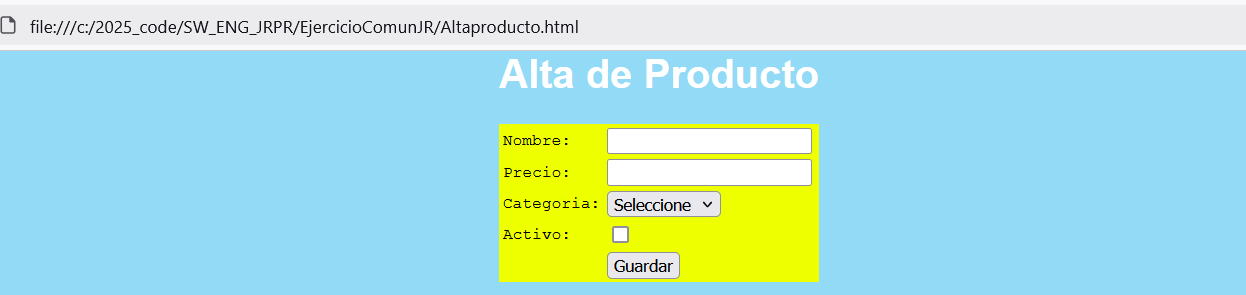 file:///c:/2025_code/SW_ENG_JRPR/EjercicioComunJR/Altaproducto.html
Alta de Producto
Nombre:
Precio:
Categoria: Seleccione
Activo:
Guardar